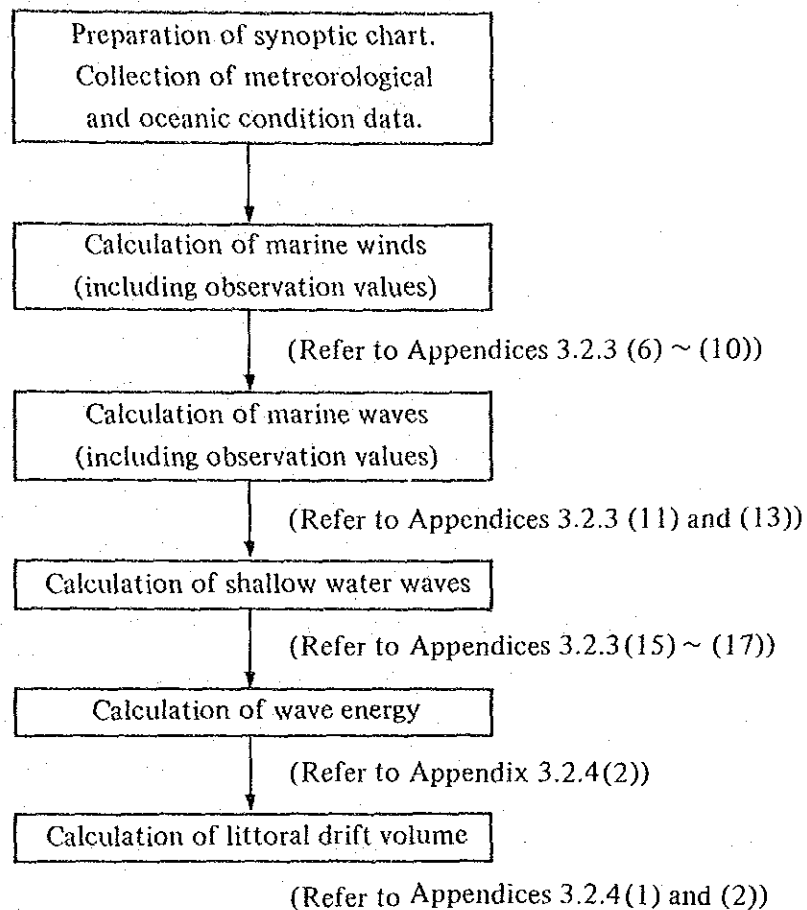 Preparation of synoptic chart.
Collection of metreorological
and oceanic condition data.
Calculation of marine winds
(including observation values)
(Refer to Appendices 3.2.3 (6) ~ (10))
Calculation of marine waves
(including observation values)
(Refer to Appendices 3.2.3 (11) and (13))
Calculation of shallow water waves
(Refer to Appendices 3.2.3(15) ~ (17))
Calculation of wave energy
(Refer to Appendix 3.2.4(2))
Calculation of littoral drift volume
(Refer to Appendices 3.2.4(1) and (2))